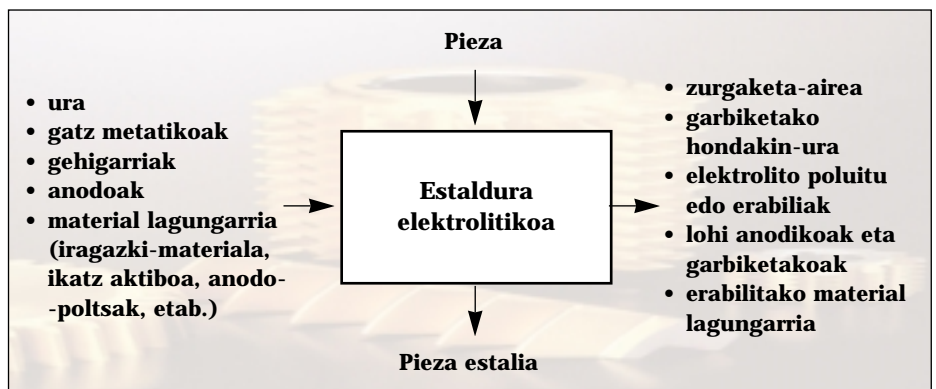 Pieza
• ura
• gatz metatikoak
• gehigarriak
• anodoak
• material lagungarria
(iragazki-materiala,
ikatz aktiboa, anodo-
-poltsak, etab.)
Estaldura
elektrolitikoa
• zurgaketa-airea
• garbiketako
hondakin-ura
• elektrolito poluitu
edo erabiliak
• lohi anodikoak eta
garbiketakoak
• erabilitako material
lagungarria
Pieza estalia